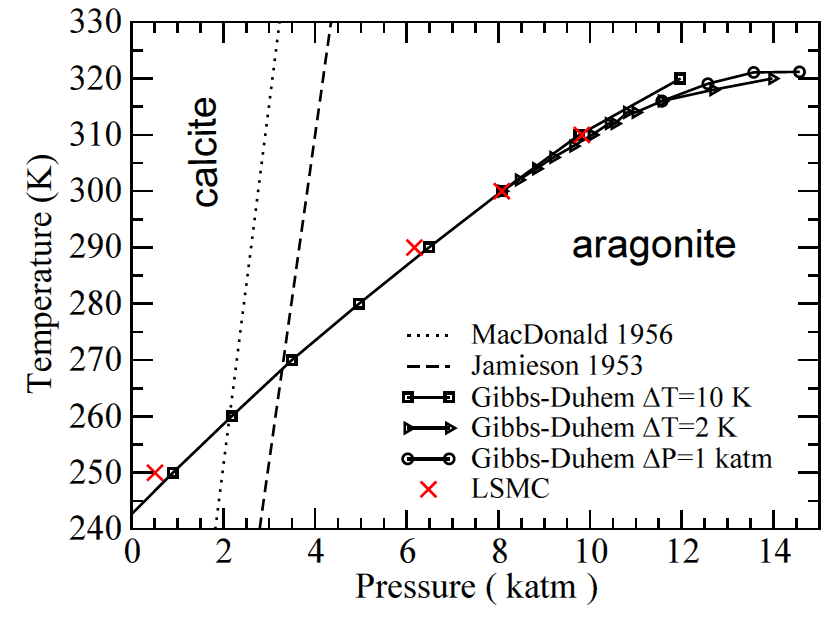 330
320
310
300
290
280
270
260
250
240
Temperature (K)
calcite
aragonite
MacDonald 1956
Jamieson 1953
Gibbs-Duhem ΔT=10 K
Gibbs-Duhem ΔT=2 K
Gibbs-Duhem ΔP=1 katm
LSMC
0 2 4 6 8 10 12 14
Pressure ( katm )